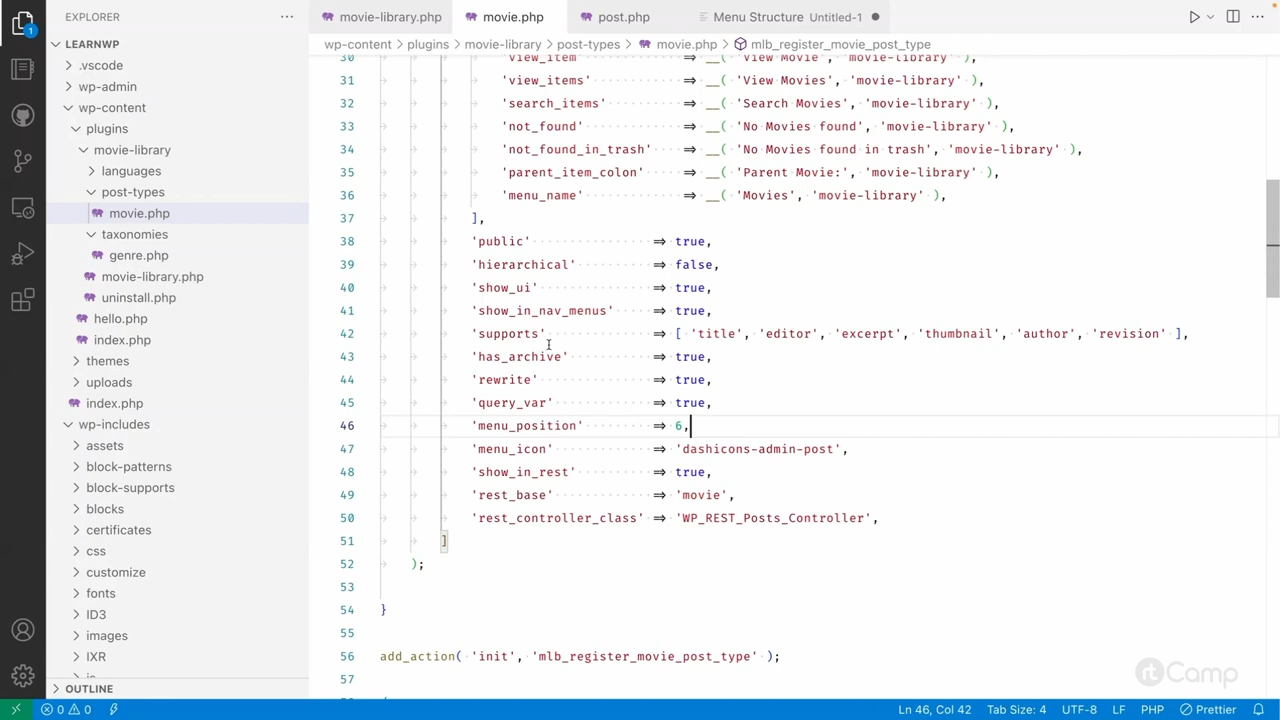 EXPLORER
movie-library.php
movie.php
post.php
Menu Structure Untitled-1
LEARNWP
wp-content > plugins > movie-library > post-types > movie.php > mlb_register_movie_post_type
.vscode
wp-admin
wp-content
plugins
movie-library
languages
post-types
movie.php
taxonomies
genre.php
movie-library.php
uninstall.php
hello.php
index.php
themes
uploads
index.php
wp-includes
assets
block-patterns
block-supports
blocks
certificates
css
customize
fonts
ID3
images
IXR
OUTLINE
30 'view_item' => __( 'View Movie', 'movie-library' ),
31 'view_items' => __( 'View Movies', 'movie-library' ),
32 'search_items' => __( 'Search Movies', 'movie-library' ),
33 'not_found' => __( 'No Movies found', 'movie-library' ),
34 'not_found_in_trash' => __( 'No Movies found in trash', 'movie-library' ),
35 'parent_item_colon' => __( 'Parent Movie:', 'movie-library' ),
36 'menu_name' => __( 'Movies', 'movie-library' ),
37 ],
38 'public' => true,
39 'hierarchical' => false,
40 'show_ui' => true,
41 'show_in_nav_menus' => true,
42 'supports' => [ 'title', 'editor', 'excerpt', 'thumbnail', 'author', 'revision' ],
43 'has_archive' => true,
44 'rewrite' => true,
45 'query_var' => true,
46 'menu_position' => 6,
47 'menu_icon' => 'dashicons-admin-post',
48 'show_in_rest' => true,
49 'rest_base' => 'movie',
50 'rest_controller_class' => 'WP_REST_Posts_Controller',
51 ]
52 );
53
54 }
55
56 add_action( 'init', 'mlb_register_movie_post_type' );
57
rtCamp
1
0 0
Ln 46, Col 42
Tab Size: 4
UTF-8
LF
PHP
Prettier